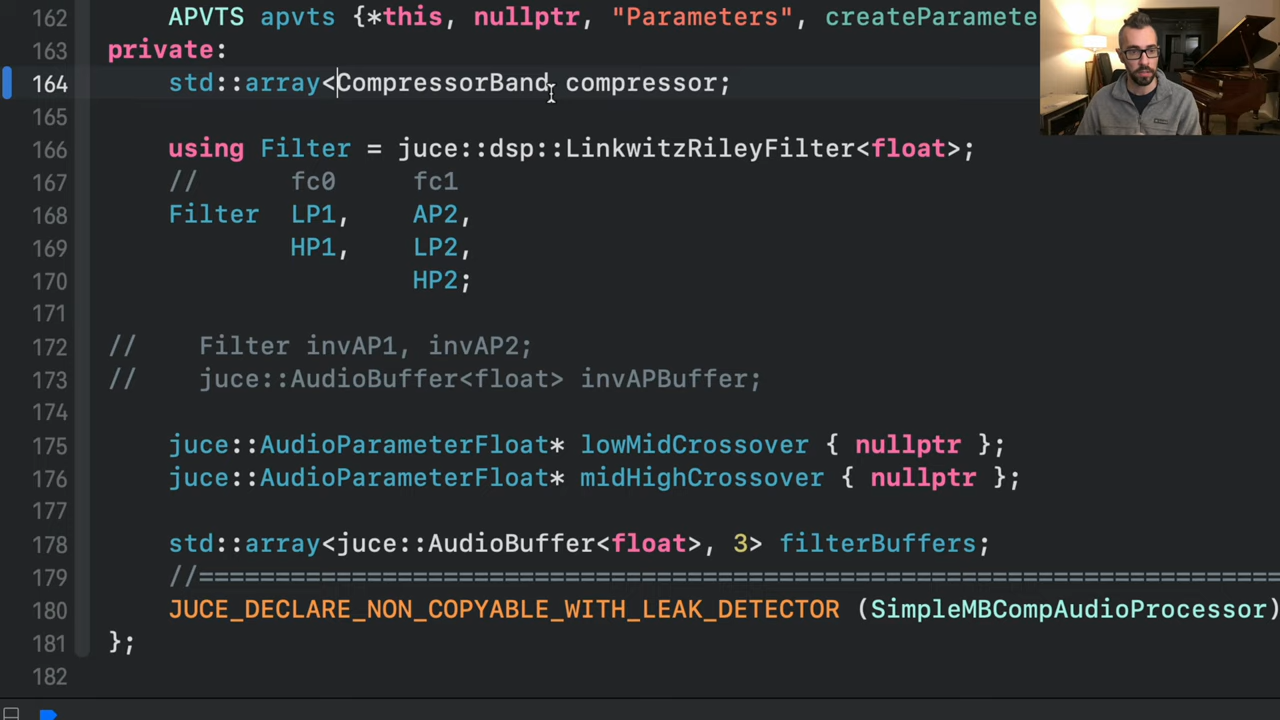 162 APVTS apvts {*this, nullptr, "Parameters", createParamete
163 private:
164 std::array<CompressorBand compressor;
165
166 using Filter = juce::dsp::LinkwitzRileyFilter<float>;
167 // fc0 fc1
168 Filter LP1, AP2,
169 HP1, LP2,
170 HP2;
171
172 // Filter invAP1, invAP2;
173 // juce::AudioBuffer<float> invAPBuffer;
174
175 juce::AudioParameterFloat* lowMidCrossover { nullptr };
176 juce::AudioParameterFloat* midHighCrossover { nullptr };
177
178 std::array<juce::AudioBuffer<float>, 3> filterBuffers;
179 //==============================================================================
180 JUCE_DECLARE_NON_COPYABLE_WITH_LEAK_DETECTOR (SimpleMBCompAudioProcessor)
181 };
182